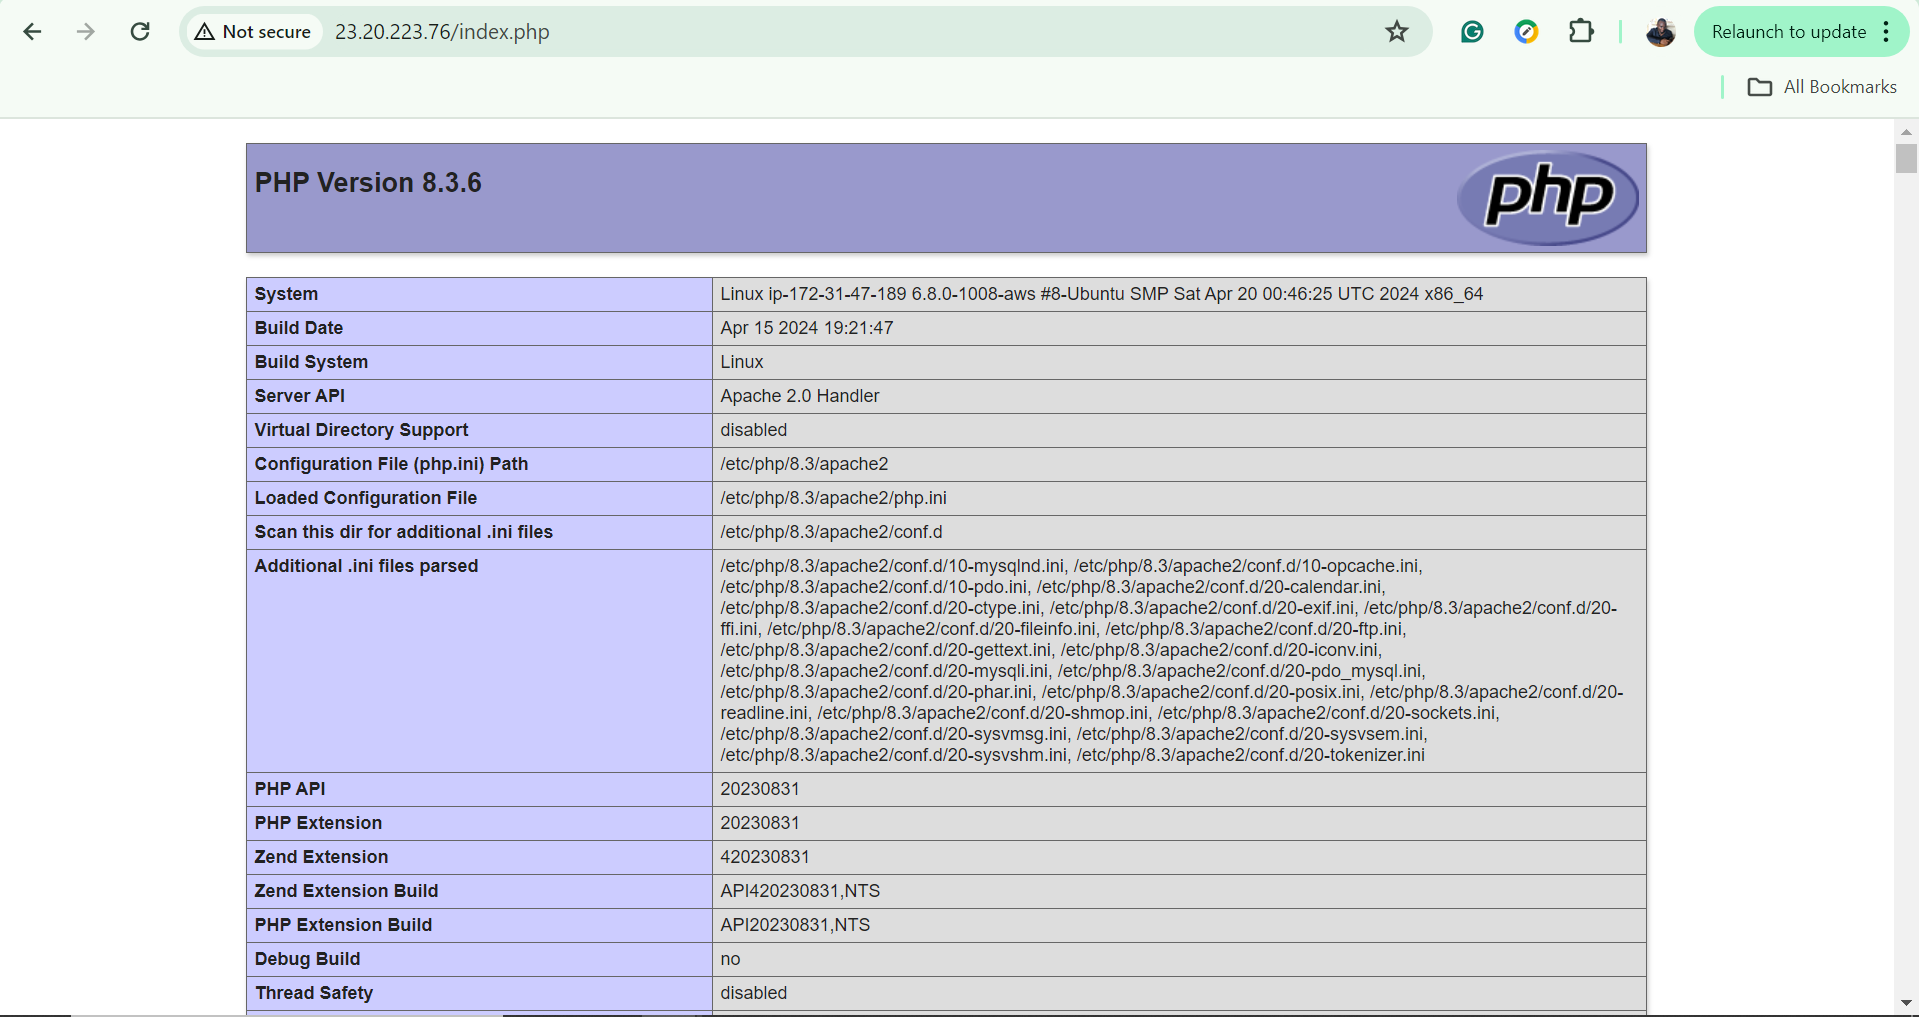 Not secure 23.20.223.76/index.php Relaunch to update
All Bookmarks
PHP Version 8.3.6
php
System Linux ip-172-31-47-189 6.8.0-1008-aws #8-Ubuntu SMP Sat Apr 20 00:46:25 UTC 2024 x86_64
Build Date Apr 15 2024 19:21:47
Build System Linux
Server API Apache 2.0 Handler
Virtual Directory Support disabled
Configuration File (php.ini) Path /etc/php/8.3/apache2
Loaded Configuration File /etc/php/8.3/apache2/php.ini
Scan this dir for additional .ini files /etc/php/8.3/apache2/conf.d
Additional .ini files parsed /etc/php/8.3/apache2/conf.d/10-mysqlnd.ini, /etc/php/8.3/apache2/conf.d/10-opcache.ini,
/etc/php/8.3/apache2/conf.d/10-pdo.ini, /etc/php/8.3/apache2/conf.d/20-calendar.ini,
/etc/php/8.3/apache2/conf.d/20-ctype.ini, /etc/php/8.3/apache2/conf.d/20-exif.ini, /etc/php/8.3/apache2/conf.d/20-
ffi.ini, /etc/php/8.3/apache2/conf.d/20-fileinfo.ini, /etc/php/8.3/apache2/conf.d/20-ftp.ini,
/etc/php/8.3/apache2/conf.d/20-gettext.ini, /etc/php/8.3/apache2/conf.d/20-iconv.ini,
/etc/php/8.3/apache2/conf.d/20-mysqli.ini, /etc/php/8.3/apache2/conf.d/20-pdo_mysql.ini,
/etc/php/8.3/apache2/conf.d/20-phar.ini, /etc/php/8.3/apache2/conf.d/20-posix.ini, /etc/php/8.3/apache2/conf.d/20-
readline.ini, /etc/php/8.3/apache2/conf.d/20-shmop.ini, /etc/php/8.3/apache2/conf.d/20-sockets.ini,
/etc/php/8.3/apache2/conf.d/20-sysvmsg.ini, /etc/php/8.3/apache2/conf.d/20-sysvsem.ini,
/etc/php/8.3/apache2/conf.d/20-sysvshm.ini, /etc/php/8.3/apache2/conf.d/20-tokenizer.ini
PHP API 20230831
PHP Extension 20230831
Zend Extension 420230831
Zend Extension Build API420230831,NTS
PHP Extension Build API20230831,NTS
Debug Build no
Thread Safety disabled